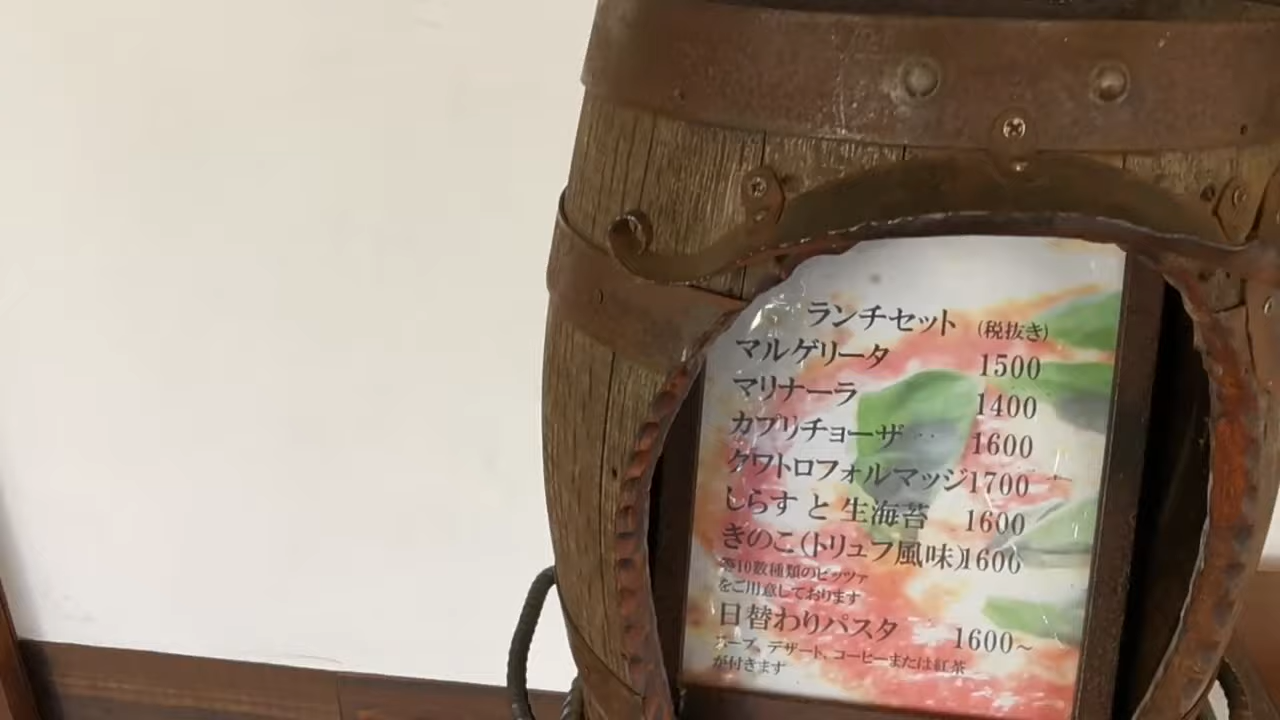 ランチセット (税抜き)
マルゲリータ 1500
マリナーラ 1400
カプリチョーザ 1600
クワトロフォルマッジ 1700
しらす と 生海苔 1600
きのこ(トリュフ風味) 1600
等10数種類のピッツァ
をご用意しております
日替わりパスタ 1600~
スープ、デザート、コーヒーまたは紅茶
が付きます